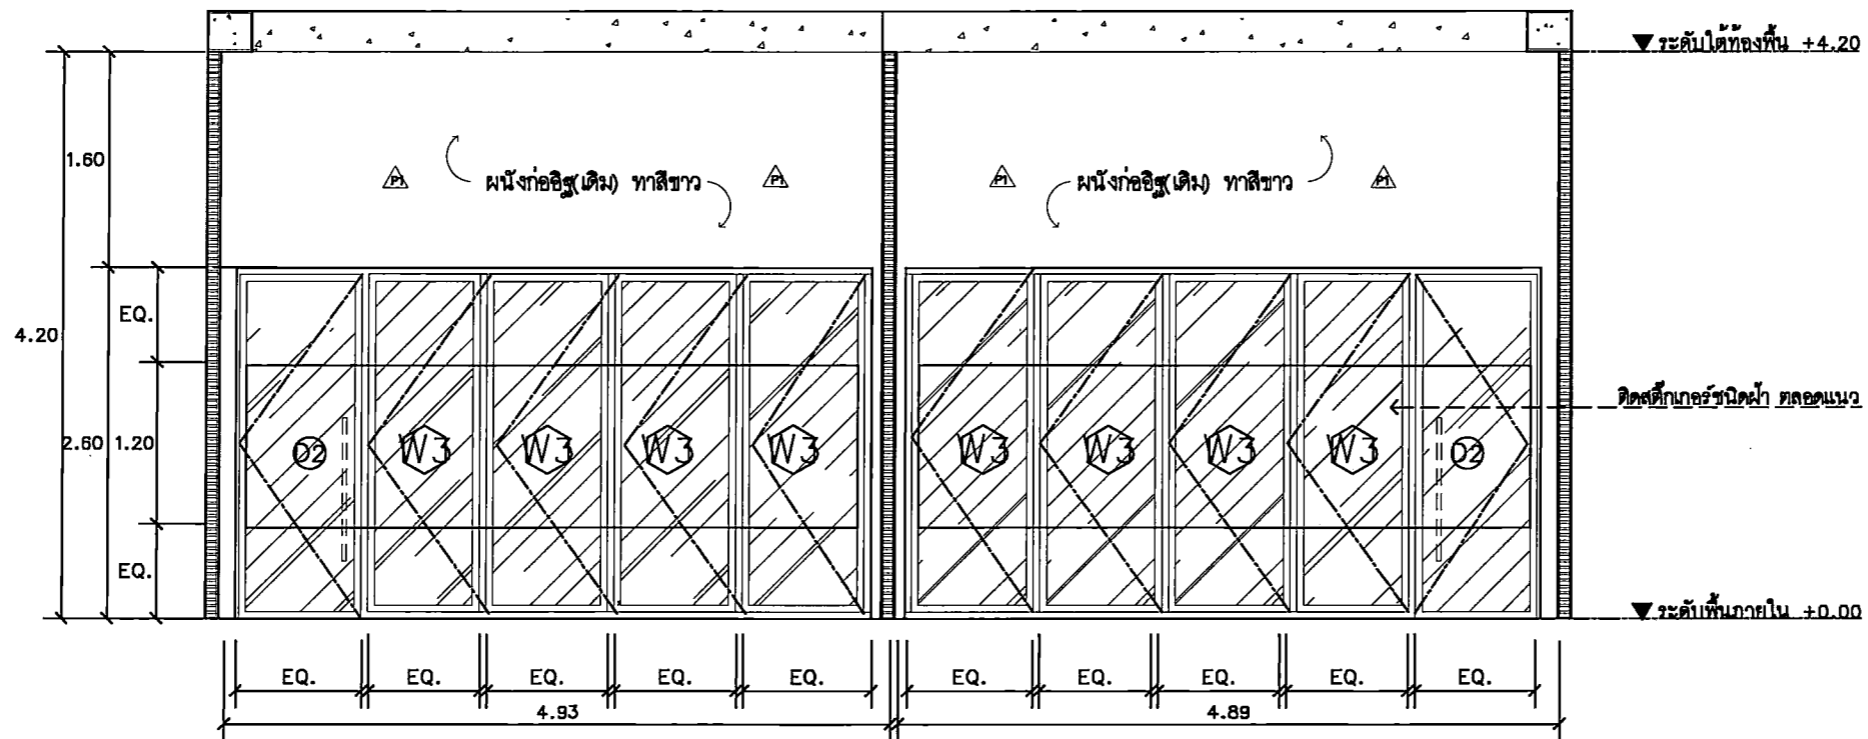 ▼ ระดับใต้ท้องพื้น +4.20
1.60
P1 ผนังก่ออิฐ(เดิม) ทาสีขาว P1 P1 ผนังก่ออิฐ(เดิม) ทาสีขาว P1
EQ.
4.20
ติดสติ๊กเกอร์ชนิดฝ้า ตลอดแนว
2.60 1.20
D2 W3 W3 W3 W3 W3 W3 W3 W3 D2
EQ.
▼ ระดับพื้นภายใน +0.00
EQ. EQ. EQ. EQ. EQ. EQ. EQ. EQ. EQ. EQ.
4.93 4.89